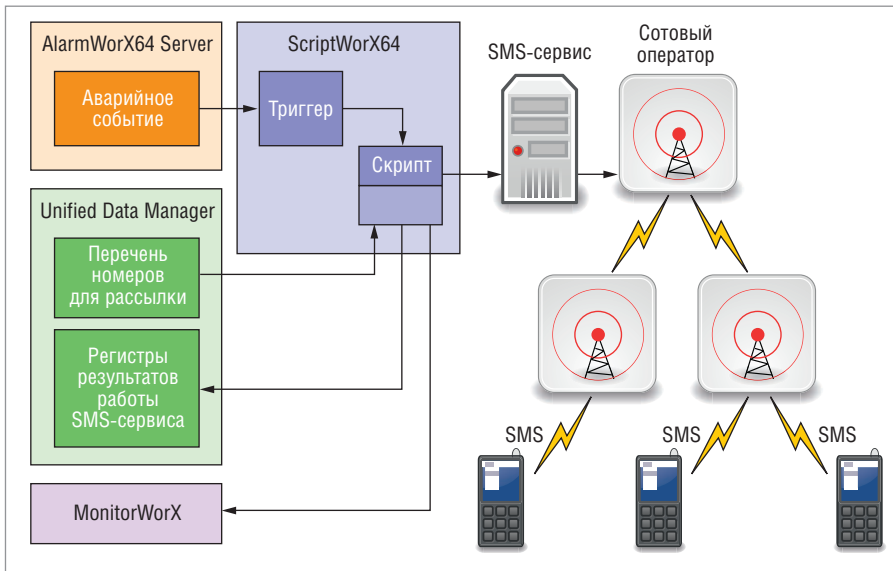 AlarmWorX64 Server
Аварийное
событие
ScriptWorX64
Триггер
Скрипт
SMS-сервис
Сотовый
оператор
Unified Data Manager
Перечень
номеров
для рассылки
Регистры
результатов
работы
SMS-сервиса
MonitorWorX
SMS
SMS
SMS